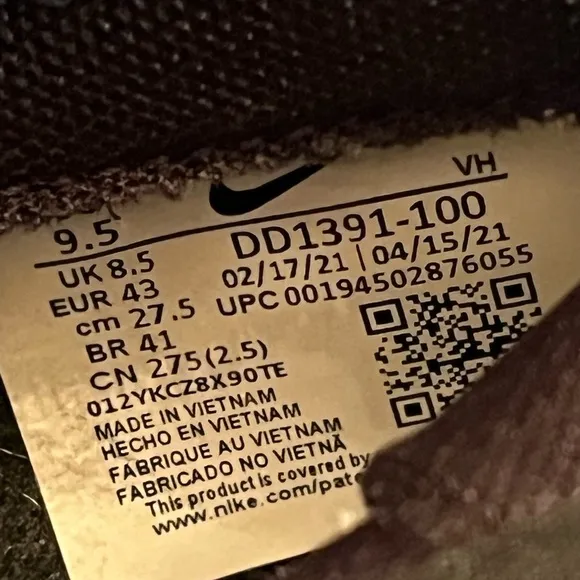 VH
9.5
DD1391-100
UK 8.5
02/17/21 | 04/15/21
EUR 43
UPC 00194502876055
cm 27.5
BR 41
CN 275(2.5)
012YKCZ8X90TE
MADE IN VIETNAM
HECHO EN VIETNAM
FABRIQUE AU VIETNAM
FABRICADO NO VIETNÃ
This product is covered by
www.nike.com/pate